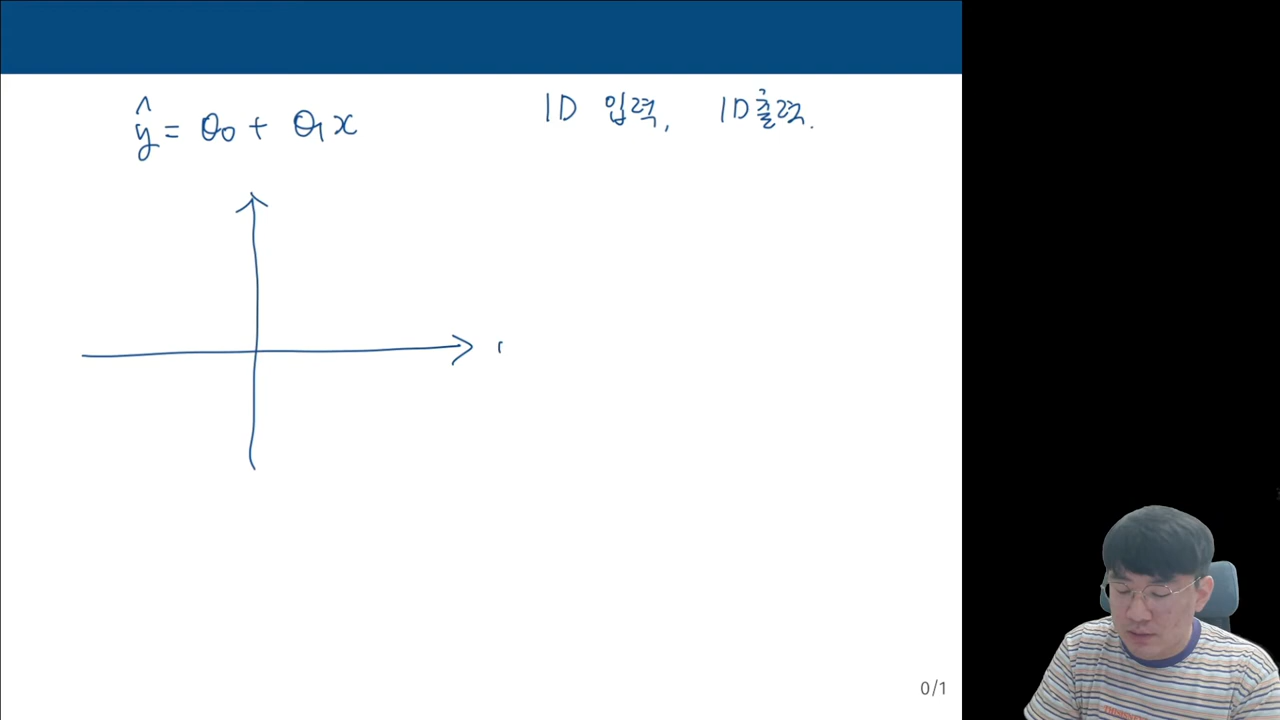 ŷ = θ₀ + θ₁x 1D 입력, 1D 출력.
0/1